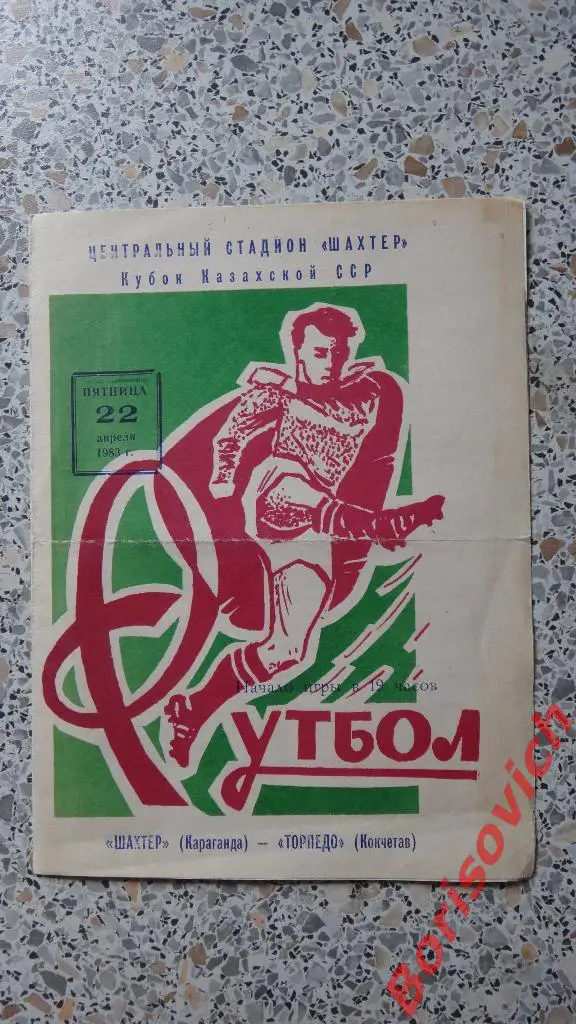 ЦЕНТРАЛЬНЫЙ СТАДИОН «ШАХТЕР»
Кубок Казахской ССР
ПЯТНИЦА
22
апреля
1983 г.
Начало игры в 19 часов
ФУТБОЛ
«ШАХТЕР» (Караганда) — «ТОРПЕДО» (Кокчетав)
Borisovich